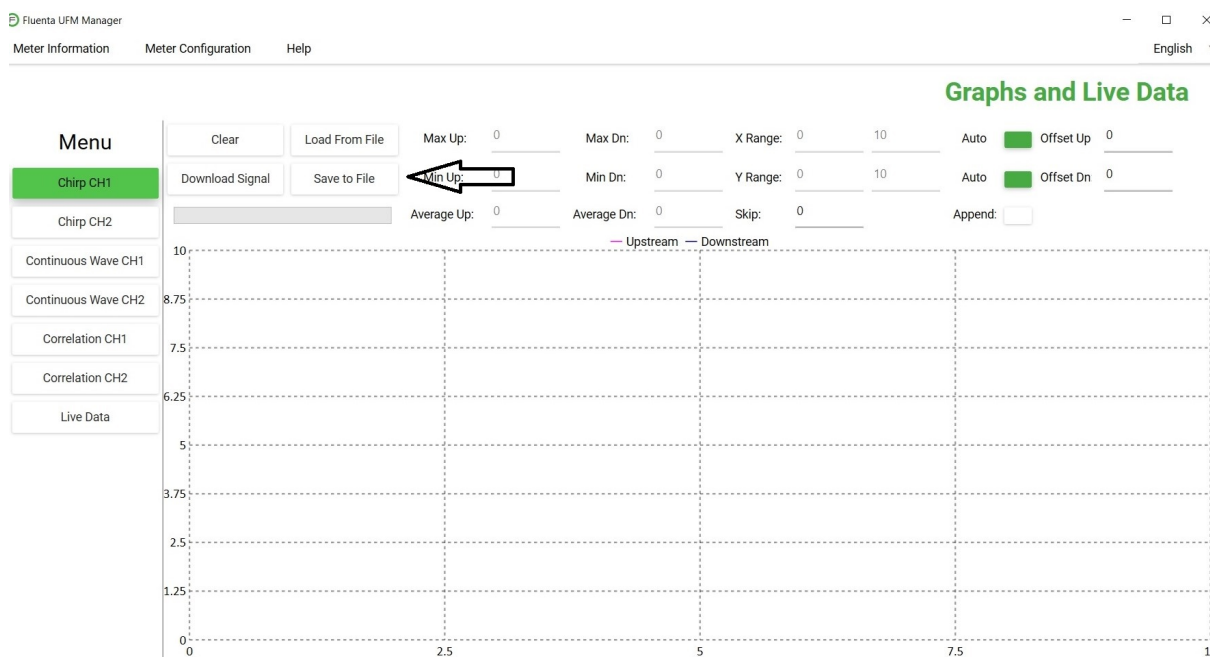 Fluenta UFM Manager
Meter Information Meter Configuration Help English
Graphs and Live Data
Menu
Clear Load From File Max Up: 0 Max Dn: 0 X Range: 0 10 Auto Offset Up 0
Chirp CH1
Download Signal Save to File Min Up: 0 Min Dn: 0 Y Range: 0 10 Auto Offset Dn 0
Chirp CH2
Average Up: 0 Average Dn: 0 Skip: 0 Append:
Upstream Downstream
10
Continuous Wave CH1
Continuous Wave CH2
8.75
Correlation CH1
7.5
Correlation CH2
6.25
Live Data
5
3.75
2.5
1.25
0
0 2.5 5 7.5